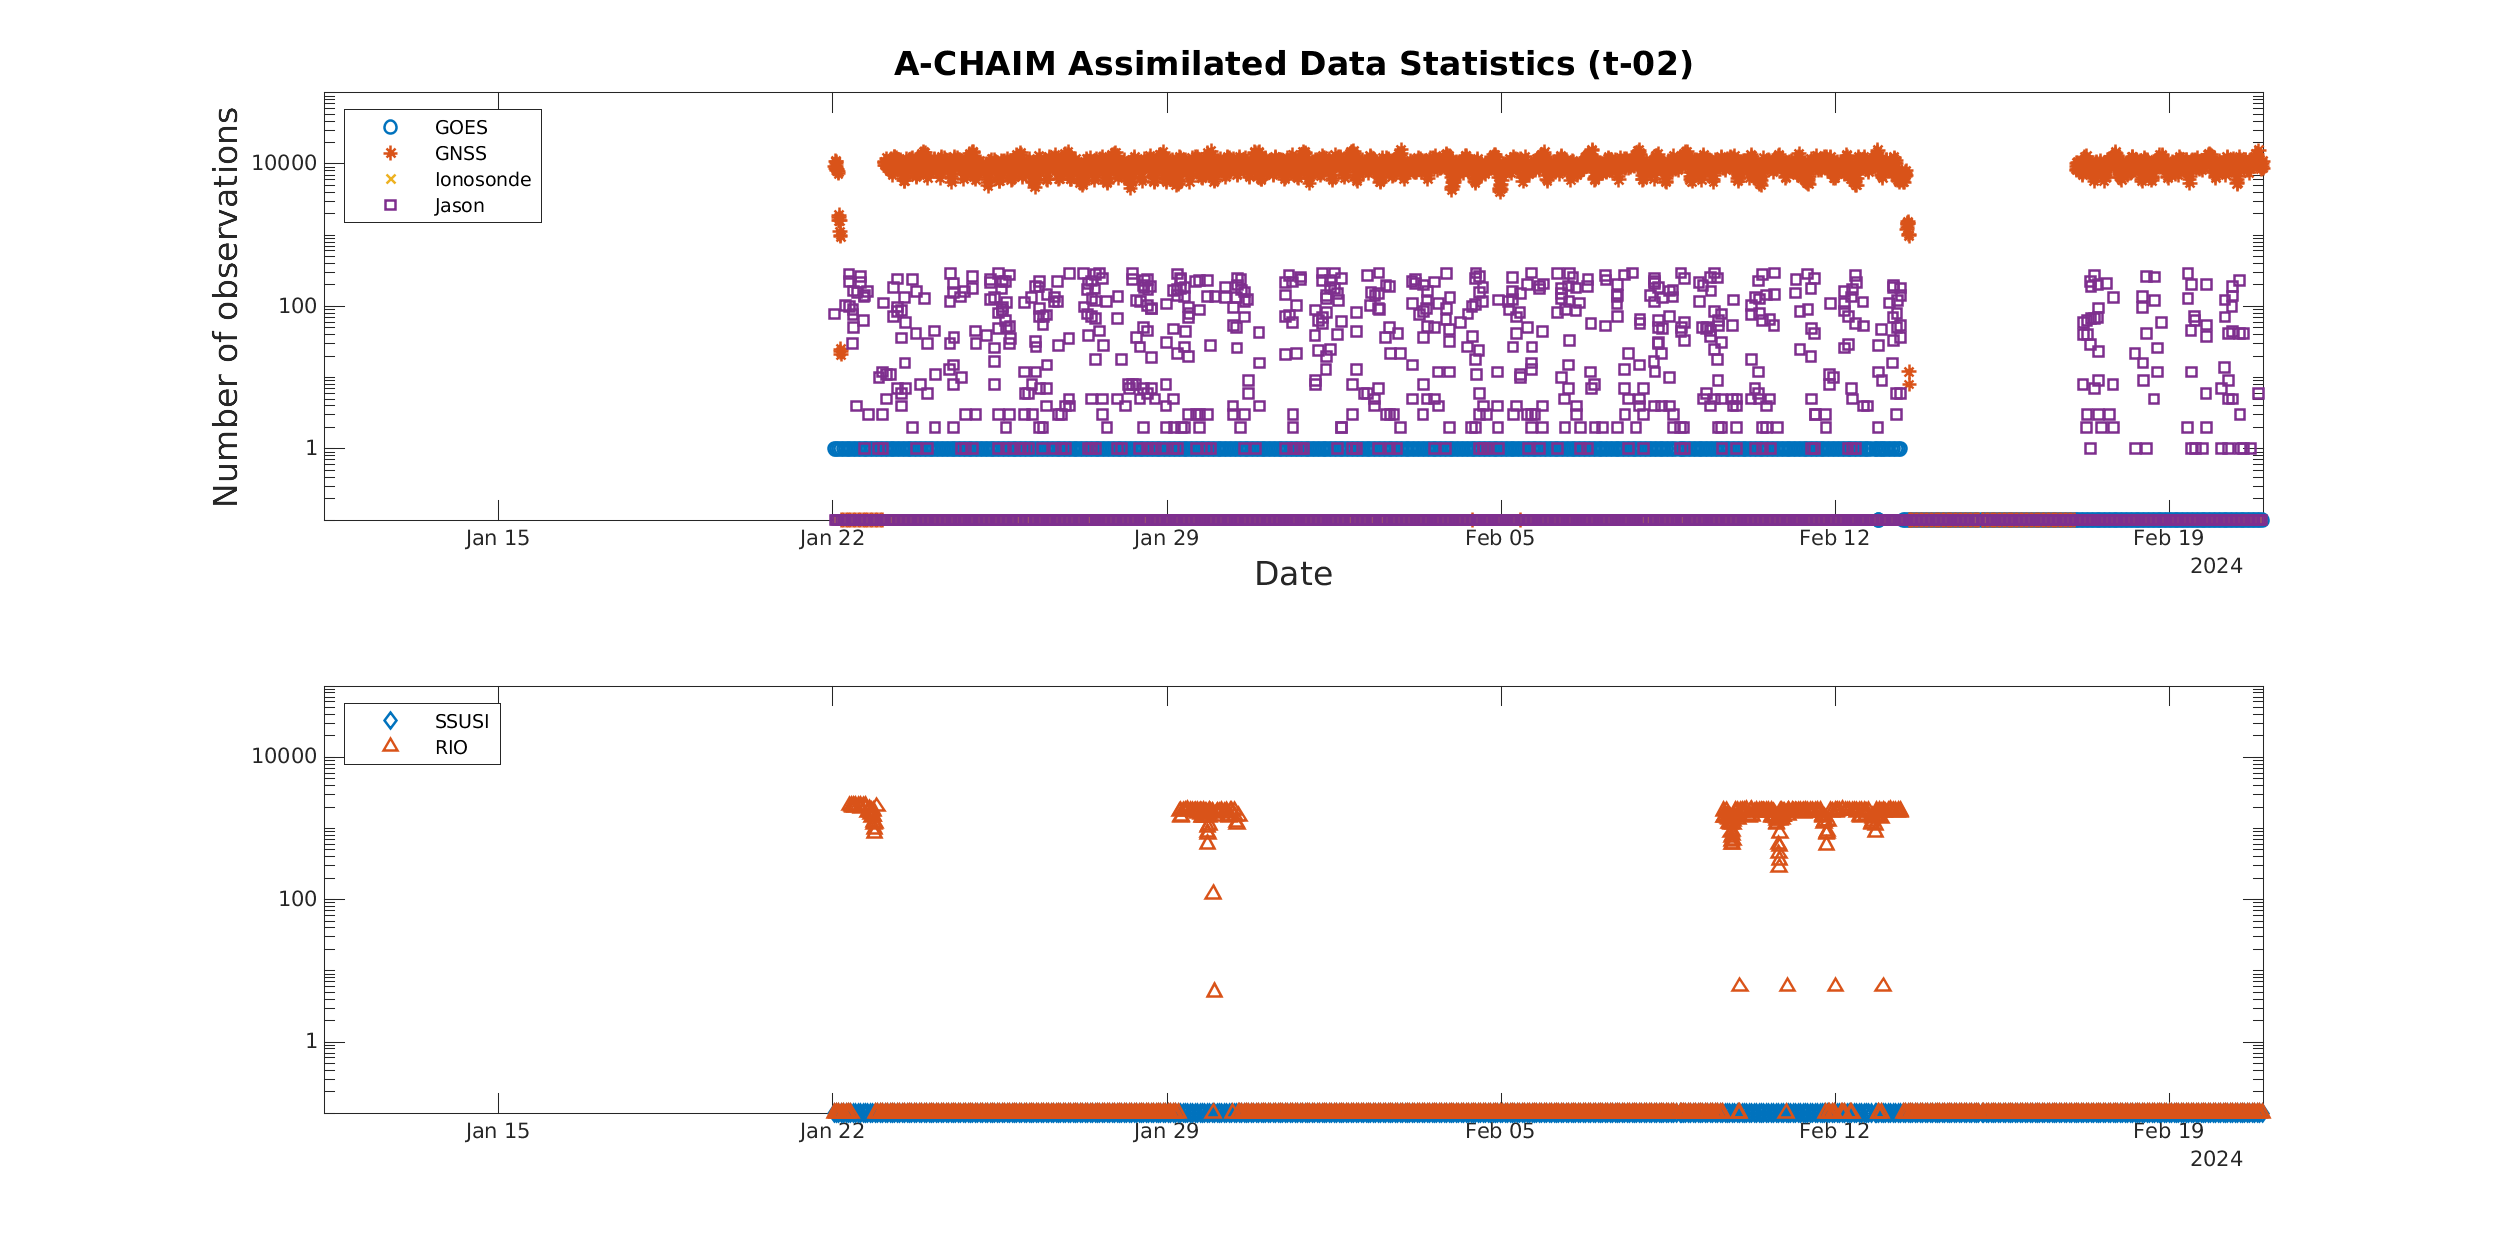 A-CHAIM Assimilated Data Statistics (t-02)
Number of observations
10000
100
1
GOES
GNSS
Ionosonde
Jason
Jan 15
Jan 22
Jan 29
Feb 05
Feb 12
Feb 19
2024
Date
10000
100
1
SSUSI
RIO
Jan 15
Jan 22
Jan 29
Feb 05
Feb 12
Feb 19
2024